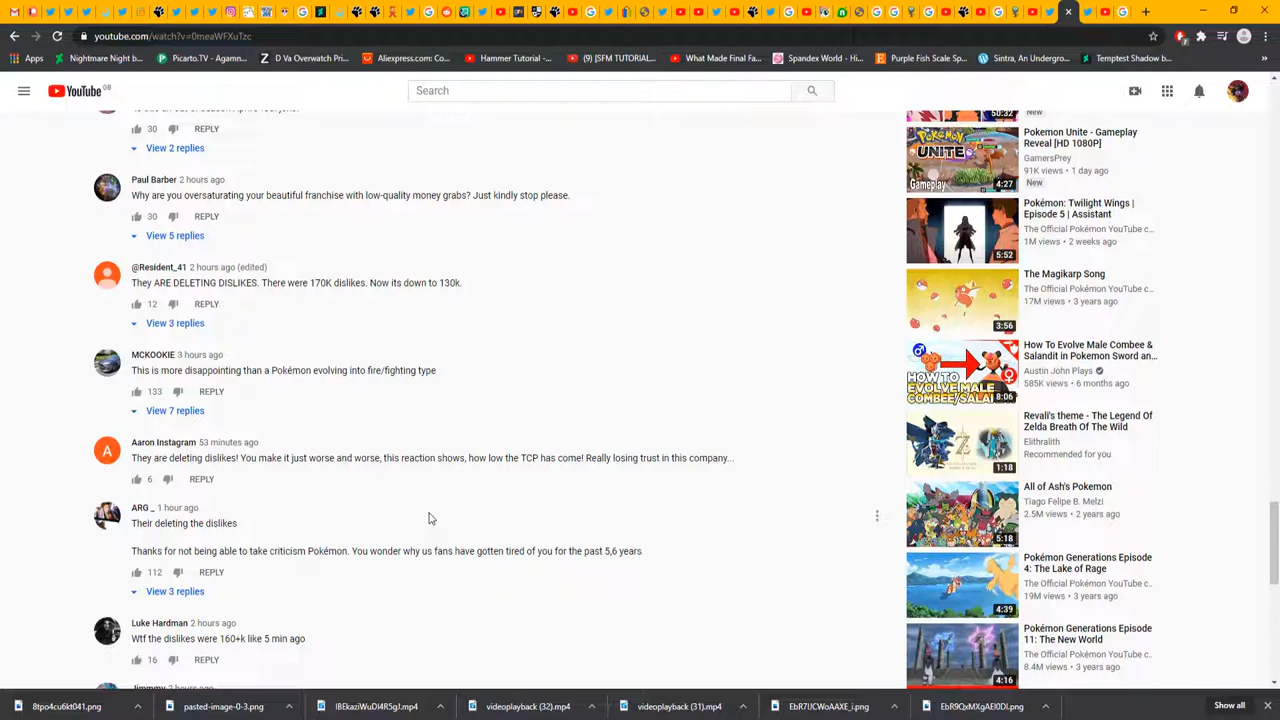 youtube.com/watch?v=0meaWFXuTzc
Apps
Nightmare Night b...
Picarto.TV - Agamn...
D Va Overwatch Pri...
Aliexpress.com: Co...
Hammer Tutorial -...
(9) [SFM TUTORIAL...
What Made Final Fa...
Spandex World - Hi...
Purple Fish Scale Sp...
Sintra, An Undergro...
Temptest Shadow b...
YouTube GB
Search
30 REPLY
View 2 replies
Paul Barber 2 hours ago
Why are you oversaturating your beautiful franchise with low-quality money grabs? Just kindly stop please.
30 REPLY
View 5 replies
@Resident_41 2 hours ago (edited)
They ARE DELETING DISLIKES. There were 170K dislikes. Now its down to 130k.
12 REPLY
View 3 replies
MCKOOKIE 3 hours ago
This is more disappointing than a Pokémon evolving into fire/fighting type
133 REPLY
View 7 replies
A
Aaron Instagram 53 minutes ago
They are deleting dislikes! You make it just worse and worse, this reaction shows, how low the TCP has come! Really losing trust in this company...
6 REPLY
ARG _ 1 hour ago
Their deleting the dislikes
Thanks for not being able to take criticism Pokémon. You wonder why us fans have gotten tired of you for the past 5,6 years
112 REPLY
View 3 replies
Luke Hardman 2 hours ago
Wtf the dislikes were 160+k like 5 min ago
16 REPLY
50:32
New
POKÉMON UNITE
Gameplay
4:27
Pokemon Unite - Gameplay
Reveal [HD 1080P]
GamersPrey
91K views • 1 day ago
New
5:52
Pokémon: Twilight Wings |
Episode 5 | Assistant
The Official Pokémon YouTube c...
1M views • 2 weeks ago
3:56
The Magikarp Song
The Official Pokémon YouTube c...
17M views • 3 years ago
HOW TO
EVOLVE MALE
COMBEE/SALAN
8:06
How To Evolve Male Combee &
Salandit in Pokemon Sword an...
Austin John Plays
585K views • 6 months ago
1:18
Revali's theme - The Legend Of
Zelda Breath Of The Wild
Elithralith
Recommended for you
5:18
All of Ash's Pokemon
Tiago Felipe B. Melzi
2.5M views • 2 years ago
4:39
Pokémon Generations Episode
4: The Lake of Rage
The Official Pokémon YouTube c...
19M views • 3 years ago
4:16
Pokémon Generations Episode
11: The New World
The Official Pokémon YouTube c...
8.4M views • 3 years ago
8tpo4cu6kt041.png
pasted-image-0-3.png
IBEkaziWuDI4R5gJ.mp4
videoplayback (32).mp4
videoplayback (31).mp4
EbR7IJCWoAAXE_i.png
EbR9QxMXgAEI0DI.png
Show all